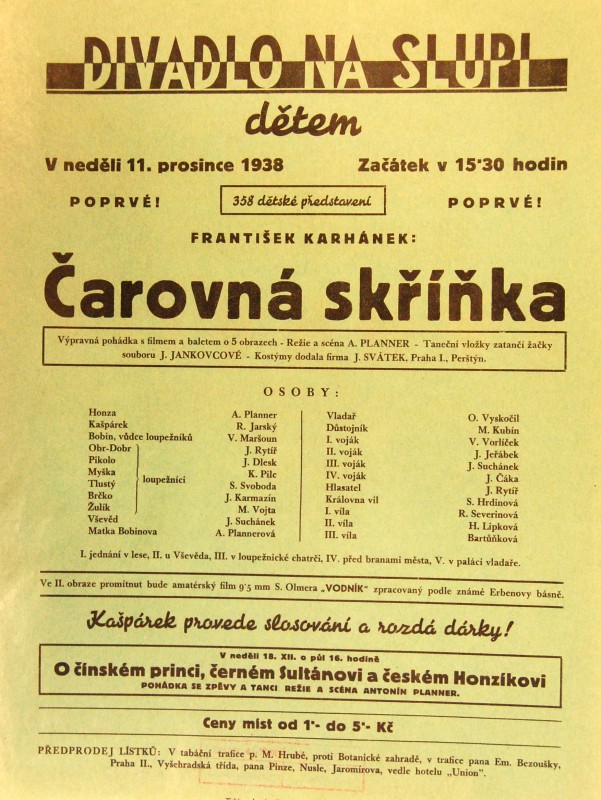 DIVADLO NA SLUPI
dětem
V neděli 11. prosince 1938 Začátek v 15·30 hodin
POPRVÉ! 358 dětské představení POPRVÉ!
FRANTIŠEK KARHÁNEK:
Čarovná skříňka
Výpravná pohádka s filmem a baletem o 5 obrazech - Režie a scéna A. PLANNER - Taneční vložky zatančí žačky
souboru J. JANKOVCOVÉ - Kostýmy dodala firma J. SVÁTEK, Praha I., Perštýn.
OSOBY:
Honza A. Planner
Kašpárek R. Jarský
Bobin, vůdce loupežníků V. Maršoun
Obr-Dobr J. Rytíř
Pikolo J. Dlesk
Myška K. Pilc
Tlustý S. Svoboda
Brčko J. Karmazín
Žulík M. Vojta
loupežníci
Vševěd J. Suchánek
Matka Bobinova A. Plannerová
Vladař O. Vyskočil
Důstojník M. Kubín
I. voják V. Vorlíček
II. voják J. Jeřábek
III. voják J. Suchánek
IV. voják J. Čáka
Hlasatel J. Rytíř
Královna víl S. Hrdinová
I. víla R. Severinová
II. víla H. Lipková
III. víla Bartůňková
I. jednání v lese, II. u Vševěda, III. v loupežnické chatrči, IV. před branami města, V. v paláci vladaře.
Ve II. obraze promítnut bude amatérský film 9·5 mm S. Olmera „VODNÍK“ zpracovaný podle známé Erbenovy básně.
Kašpárek provede slosování a rozdá dárky!
V neděli 18. XII. o půl 16. hodině
O čínském princi, černém Sultánovi a českém Honzíkovi
POHÁDKA SE ZPĚVY A TANCI REŽIE A SCÉNA ANTONÍN PLANNER.
Ceny míst od 1·- do 5·- Kč
PŘEDPRODEJ LÍSTKŮ: V tabáční trafice p. M. Hrubé, proti Botanické zahradě, v trafice pana Em. Bezoušky,
Praha II., Vyšehradská třída, pana Pinze, Nusle, Jaromírova, vedle hotelu „Union“.